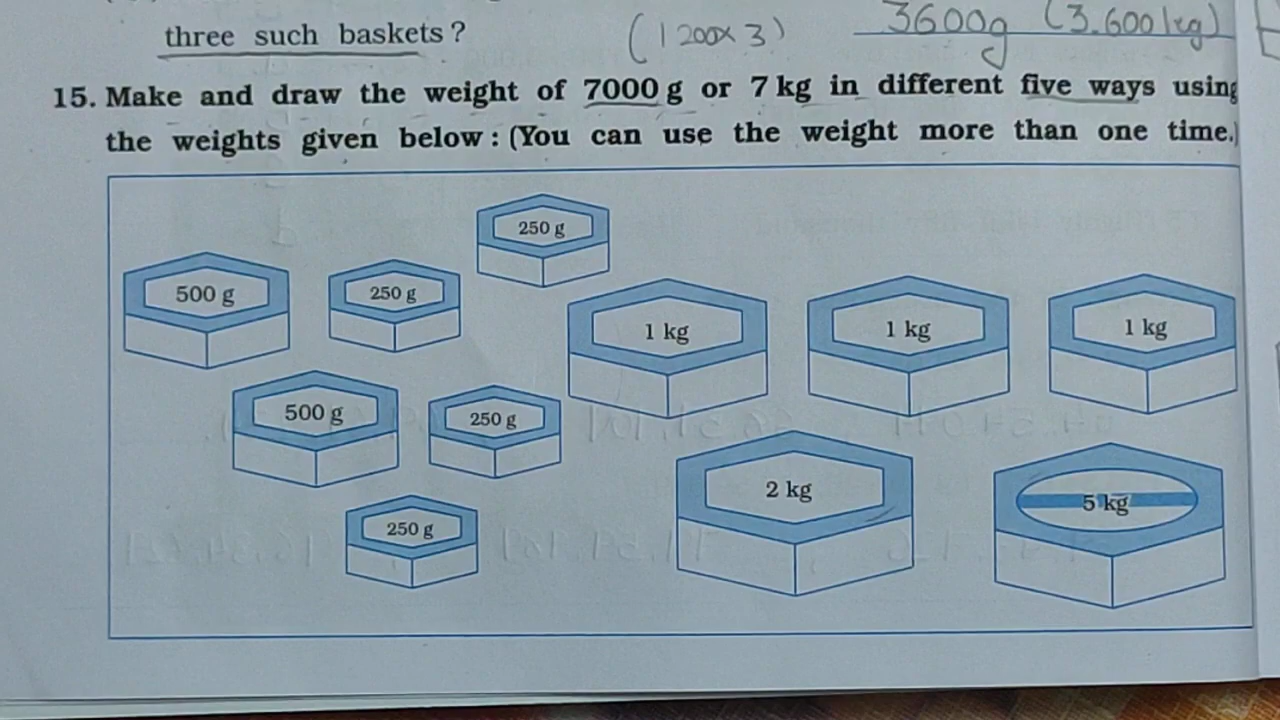 three such baskets?
(1200×3) 3600g (3.600kg)
15. Make and draw the weight of 7000 g or 7 kg in different five ways using
the weights given below : (You can use the weight more than one time.)
250 g
500 g 250 g
1 kg 1 kg 1 kg
500 g 250 g
2 kg 5 kg
250 g